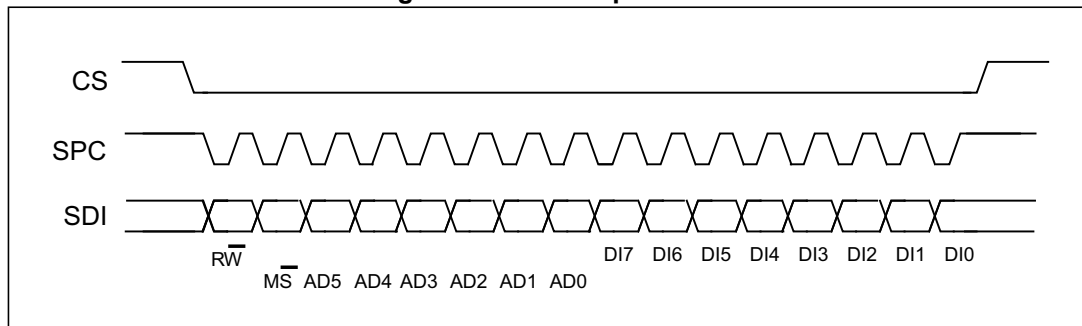 CS
SPC
SDI
RW̅ DI7 DI6 DI5 DI4 DI3 DI2 DI1 DI0
MS̅ AD5 AD4 AD3 AD2 AD1 AD0